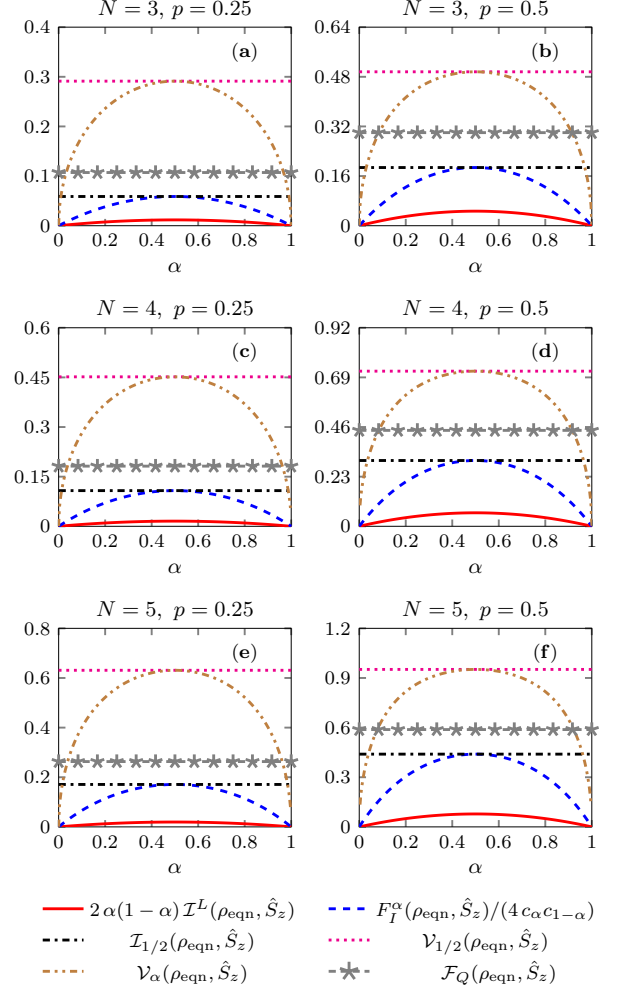 N = 3, p = 0.25
N = 3, p = 0.5
(a)
0.4
0.3
0.2
0.1
0
0 0.2 0.4 0.6 0.8 1
α
(b)
0.64
0.48
0.32
0.16
0
0 0.2 0.4 0.6 0.8 1
α
N = 4, p = 0.25
N = 4, p = 0.5
(c)
0.6
0.45
0.3
0.15
0
0 0.2 0.4 0.6 0.8 1
α
(d)
0.92
0.69
0.46
0.23
0
0 0.2 0.4 0.6 0.8 1
α
N = 5, p = 0.25
N = 5, p = 0.5
(e)
0.8
0.6
0.4
0.2
0
0 0.2 0.4 0.6 0.8 1
α
(f)
1.2
0.9
0.6
0.3
0
0 0.2 0.4 0.6 0.8 1
α
2 α(1 − α) 𝓘^L(ρ_eqn, Ŝ_z)
F_I^α(ρ_eqn, Ŝ_z)/(4 c_α c_{1−α})
𝓘_{1/2}(ρ_eqn, Ŝ_z)
𝒱_{1/2}(ρ_eqn, Ŝ_z)
𝒱_α(ρ_eqn, Ŝ_z)
𝓕_Q(ρ_eqn, Ŝ_z)